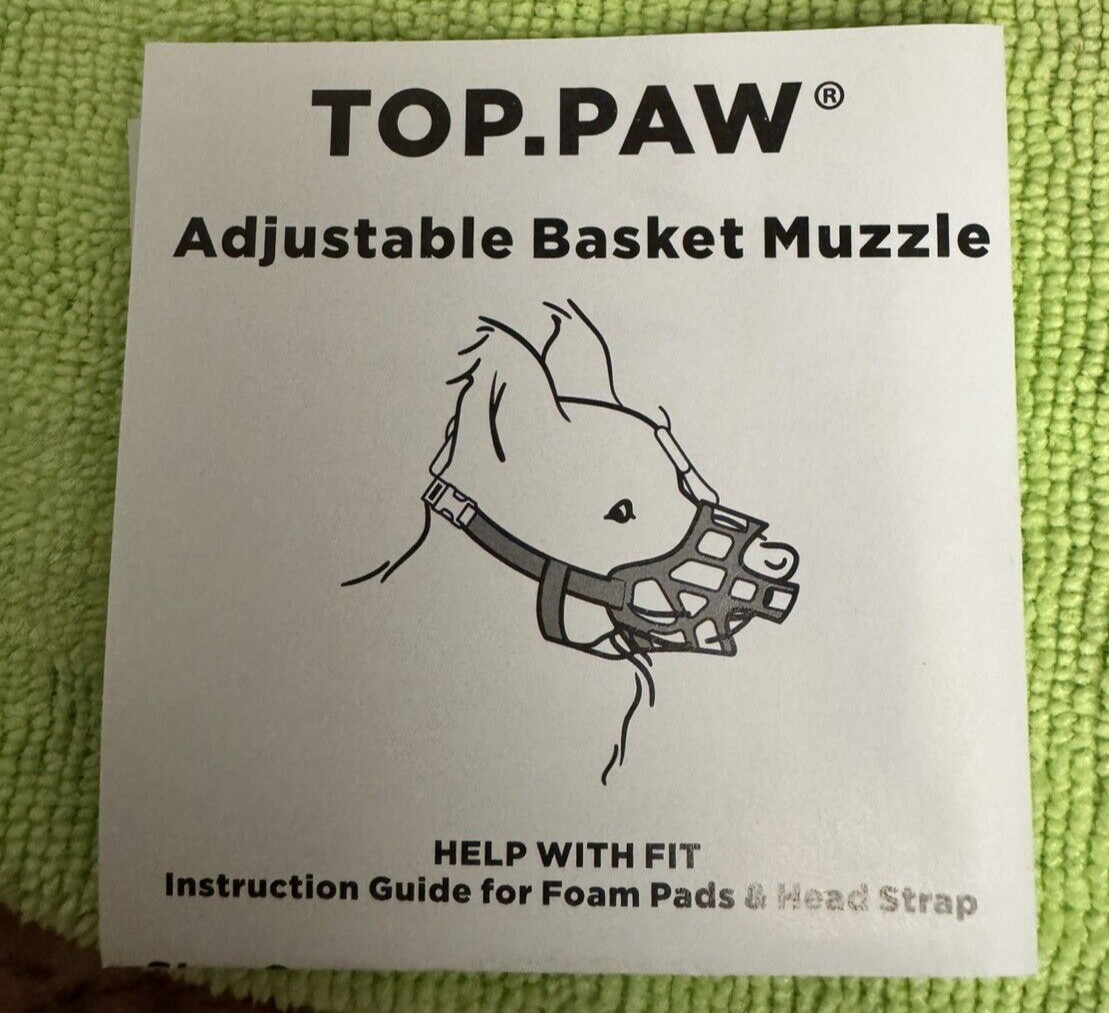 TOP.PAW®
Adjustable Basket Muzzle
HELP WITH FIT
Instruction Guide for Foam Pads & Head Strap